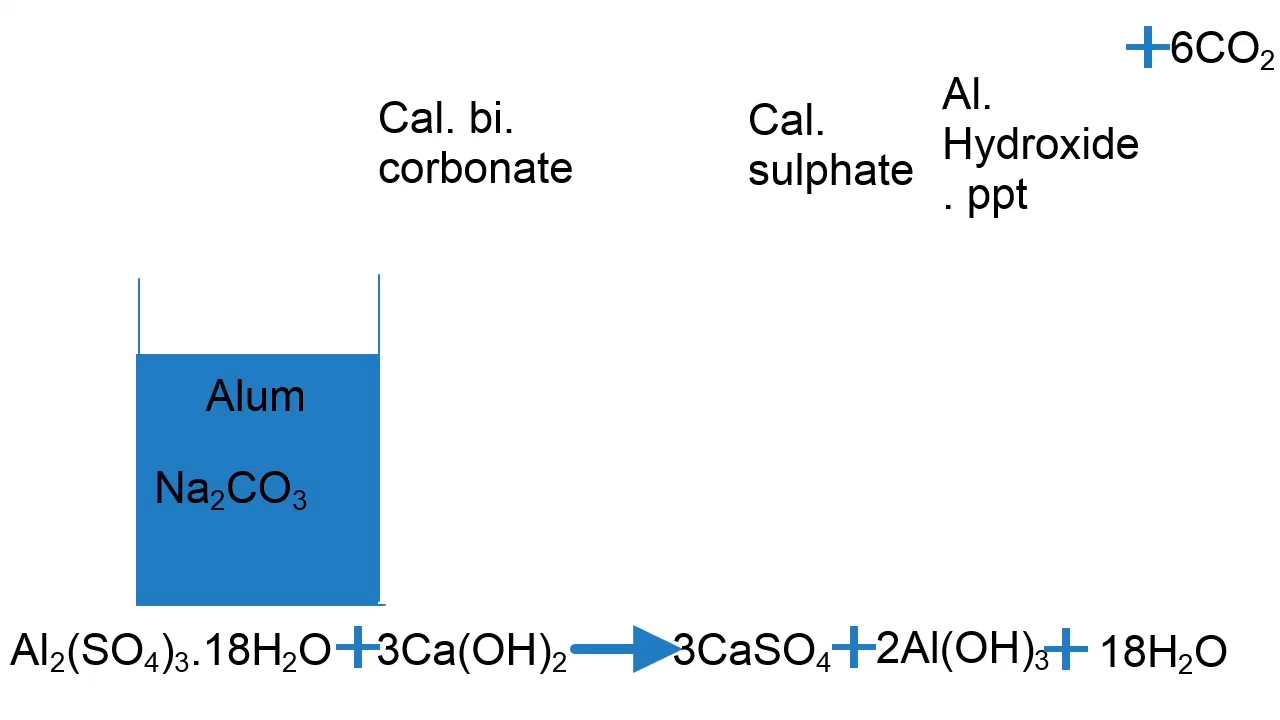 +6CO₂
Cal. bi.
corbonate
Cal.
sulphate
Al.
Hydroxide
. ppt
Alum
Na₂CO₃
Al₂(SO₄)₃.18H₂O + 3Ca(OH)₂ → 3CaSO₄ + 2Al(OH)₃ + 18H₂O